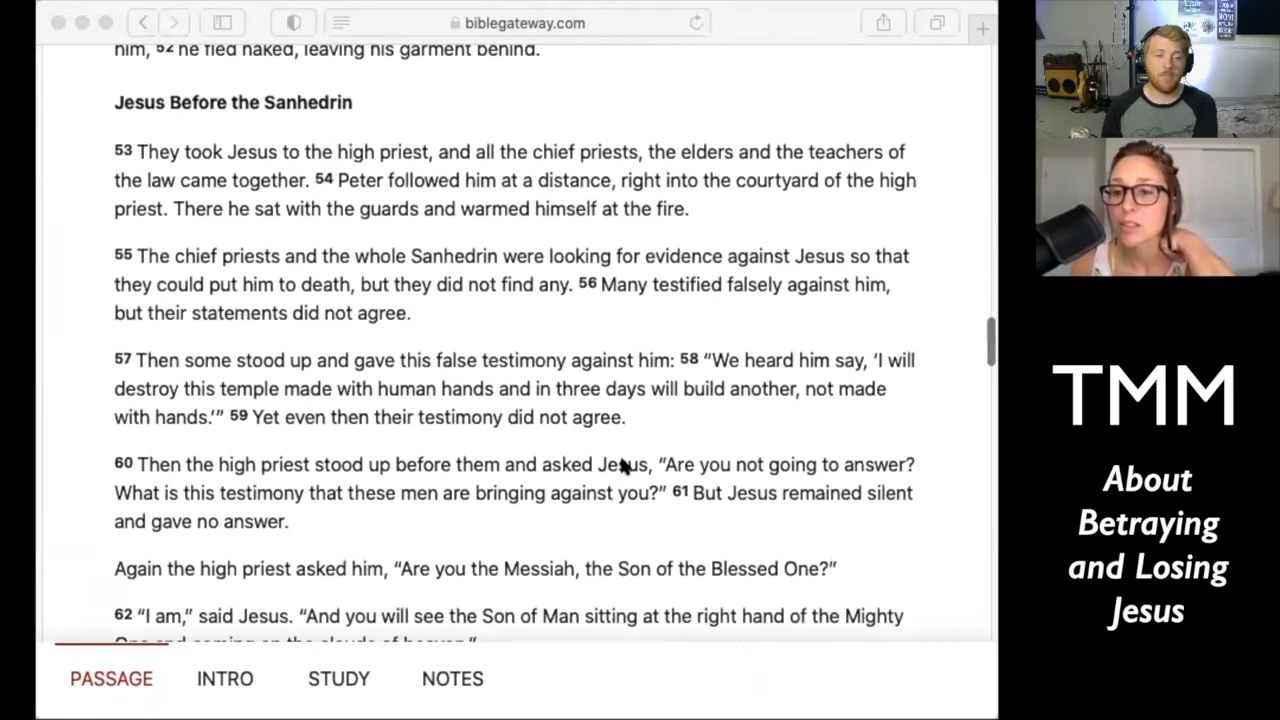 biblegateway.com
him, 52 he fled naked, leaving his garment behind.
Jesus Before the Sanhedrin
53 They took Jesus to the high priest, and all the chief priests, the elders and the teachers of
the law came together. 54 Peter followed him at a distance, right into the courtyard of the high
priest. There he sat with the guards and warmed himself at the fire.
55 The chief priests and the whole Sanhedrin were looking for evidence against Jesus so that
they could put him to death, but they did not find any. 56 Many testified falsely against him,
but their statements did not agree.
57 Then some stood up and gave this false testimony against him: 58 “We heard him say, ‘I will
destroy this temple made with human hands and in three days will build another, not made
with hands.’” 59 Yet even then their testimony did not agree.
60 Then the high priest stood up before them and asked Jesus, “Are you not going to answer?
What is this testimony that these men are bringing against you?” 61 But Jesus remained silent
and gave no answer.
Again the high priest asked him, “Are you the Messiah, the Son of the Blessed One?”
62 “I am,” said Jesus. “And you will see the Son of Man sitting at the right hand of the Mighty
One and coming on the clouds of heaven.”
PASSAGE INTRO STUDY NOTES
TMM
About
Betraying
and Losing
Jesus